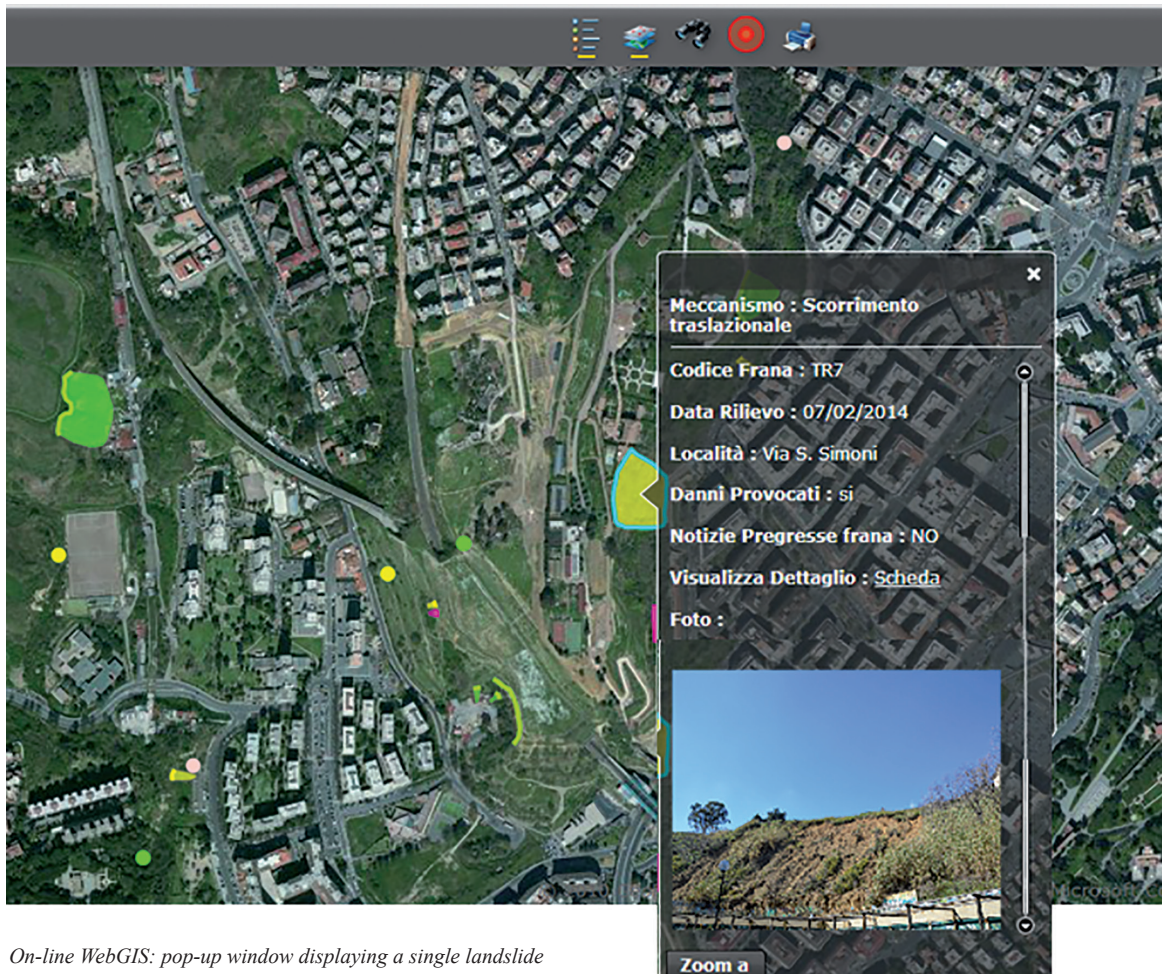 Meccanismo : Scorrimento
traslazionale
Codice Frana : TR7
Data Rilievo : 07/02/2014
Località : Via S. Simoni
Danni Provocati : si
Notizie Pregresse frana : NO
Visualizza Dettaglio : Scheda
Foto :
Microsoft
Zoom a
On-line WebGIS: pop-up window displaying a single landslide